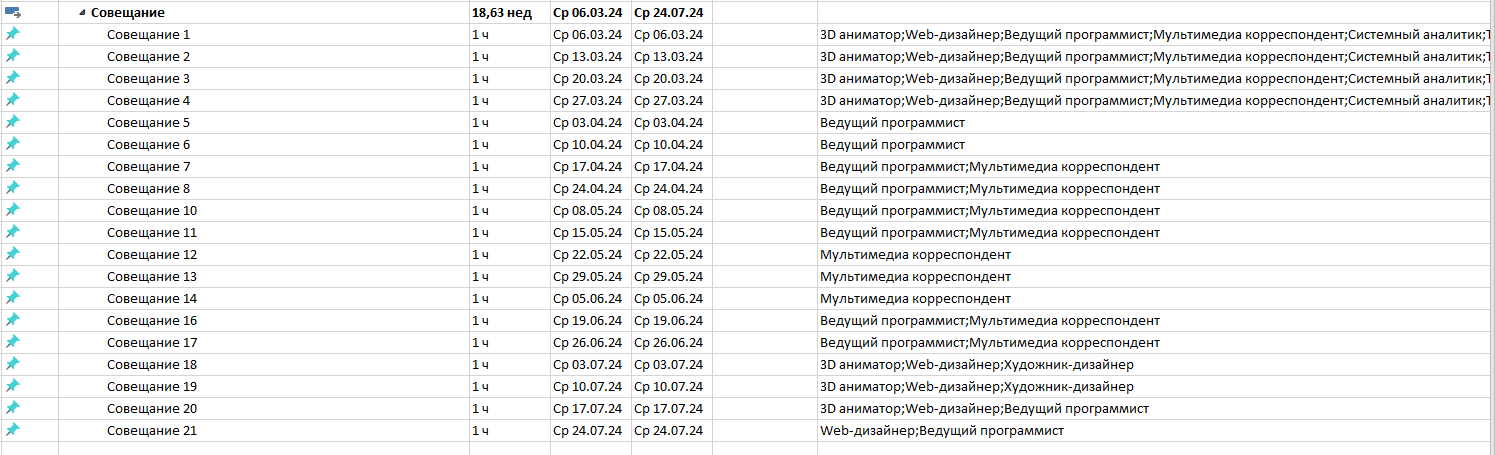 Совещание 18,63 нед Ср 06.03.24 Ср 24.07.24
Совещание 1 1 ч Ср 06.03.24 Ср 06.03.24 3D аниматор;Web-дизайнер;Ведущий программист;Мультимедиа корреспондент;Системный аналитик;Т
Совещание 2 1 ч Ср 13.03.24 Ср 13.03.24 3D аниматор;Web-дизайнер;Ведущий программист;Мультимедиа корреспондент;Системный аналитик;Т
Совещание 3 1 ч Ср 20.03.24 Ср 20.03.24 3D аниматор;Web-дизайнер;Ведущий программист;Мультимедиа корреспондент;Системный аналитик;Т
Совещание 4 1 ч Ср 27.03.24 Ср 27.03.24 3D аниматор;Web-дизайнер;Ведущий программист;Мультимедиа корреспондент;Системный аналитик;Т
Совещание 5 1 ч Ср 03.04.24 Ср 03.04.24 Ведущий программист
Совещание 6 1 ч Ср 10.04.24 Ср 10.04.24 Ведущий программист
Совещание 7 1 ч Ср 17.04.24 Ср 17.04.24 Ведущий программист;Мультимедиа корреспондент
Совещание 8 1 ч Ср 24.04.24 Ср 24.04.24 Ведущий программист;Мультимедиа корреспондент
Совещание 10 1 ч Ср 08.05.24 Ср 08.05.24 Ведущий программист;Мультимедиа корреспондент
Совещание 11 1 ч Ср 15.05.24 Ср 15.05.24 Ведущий программист;Мультимедиа корреспондент
Совещание 12 1 ч Ср 22.05.24 Ср 22.05.24 Мультимедиа корреспондент
Совещание 13 1 ч Ср 29.05.24 Ср 29.05.24 Мультимедиа корреспондент
Совещание 14 1 ч Ср 05.06.24 Ср 05.06.24 Мультимедиа корреспондент
Совещание 16 1 ч Ср 19.06.24 Ср 19.06.24 Ведущий программист;Мультимедиа корреспондент
Совещание 17 1 ч Ср 26.06.24 Ср 26.06.24 Ведущий программист;Мультимедиа корреспондент
Совещание 18 1 ч Ср 03.07.24 Ср 03.07.24 3D аниматор;Web-дизайнер;Художник-дизайнер
Совещание 19 1 ч Ср 10.07.24 Ср 10.07.24 3D аниматор;Web-дизайнер;Художник-дизайнер
Совещание 20 1 ч Ср 17.07.24 Ср 17.07.24 3D аниматор;Web-дизайнер;Ведущий программист
Совещание 21 1 ч Ср 24.07.24 Ср 24.07.24 Web-дизайнер;Ведущий программист